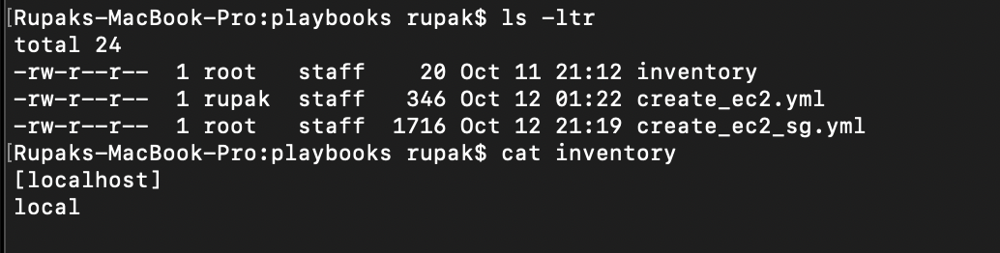 [Rupaks-MacBook-Pro:playbooks rupak$ ls -ltr
total 24
-rw-r--r--  1 root   staff    20 Oct 11 21:12 inventory
-rw-r--r--  1 rupak  staff   346 Oct 12 01:22 create_ec2.yml
-rw-r--r--  1 root   staff  1716 Oct 12 21:19 create_ec2_sg.yml
[Rupaks-MacBook-Pro:playbooks rupak$ cat inventory
[localhost]
local